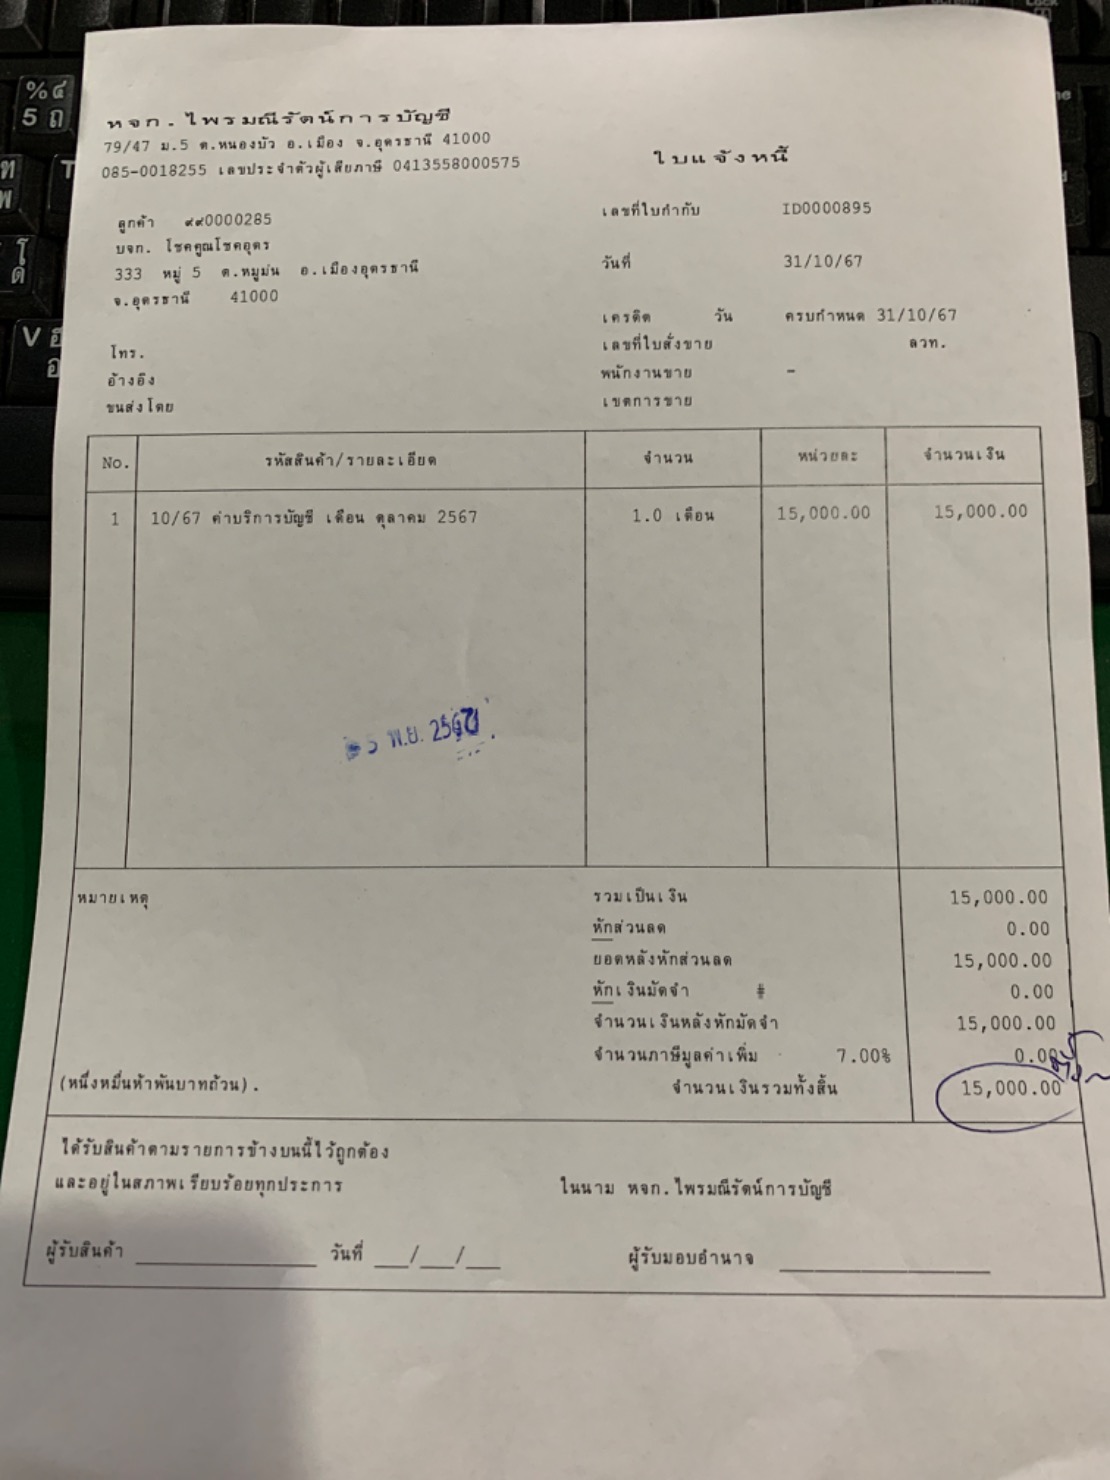 หจก.ไพรมณีรัตน์การบัญชี
79/47 ม.5 ต.หนองบัว อ.เมือง จ.อุดรธานี 41000
085-0018255 เลขประจำตัวผู้เสียภาษี 0413558000575
ใบแจ้งหนี้
ลูกค้า ๙๙0000285
บจก. โชคคูณโชคอุดร
333 หมู่ 5 ต.หมูม่น อ.เมืองอุดรธานี
จ.อุดรธานี 41000
โทร.
อ้างอิง
ขนส่งโดย
เลขที่ใบกำกับ ID0000895
วันที่ 31/10/67
เครดิต วัน ครบกำหนด 31/10/67
เลขที่ใบสั่งขาย ลวท.
พนักงานขาย -
เขตการขาย
No. รหัสสินค้า/รายละเอียด จำนวน หน่วยละ จำนวนเงิน
1 10/67 ค่าบริการบัญชี เดือน ตุลาคม 2567 1.0 เดือน 15,000.00 15,000.00
5 พ.ย. 2567
หมายเหตุ
รวมเป็นเงิน 15,000.00
หักส่วนลด 0.00
ยอดหลังหักส่วนลด 15,000.00
หักเงินมัดจำ # 0.00
จำนวนเงินหลังหักมัดจำ 15,000.00
จำนวนภาษีมูลค่าเพิ่ม 7.00% 0.00
(หนึ่งหมื่นห้าพันบาทถ้วน). จำนวนเงินรวมทั้งสิ้น 15,000.00
ได้รับสินค้าตามรายการข้างบนนี้ไว้ถูกต้อง
และอยู่ในสภาพเรียบร้อยทุกประการ
ในนาม หจก.ไพรมณีรัตน์การบัญชี
ผู้รับสินค้า วันที่ __/__/__ ผู้รับมอบอำนาจ